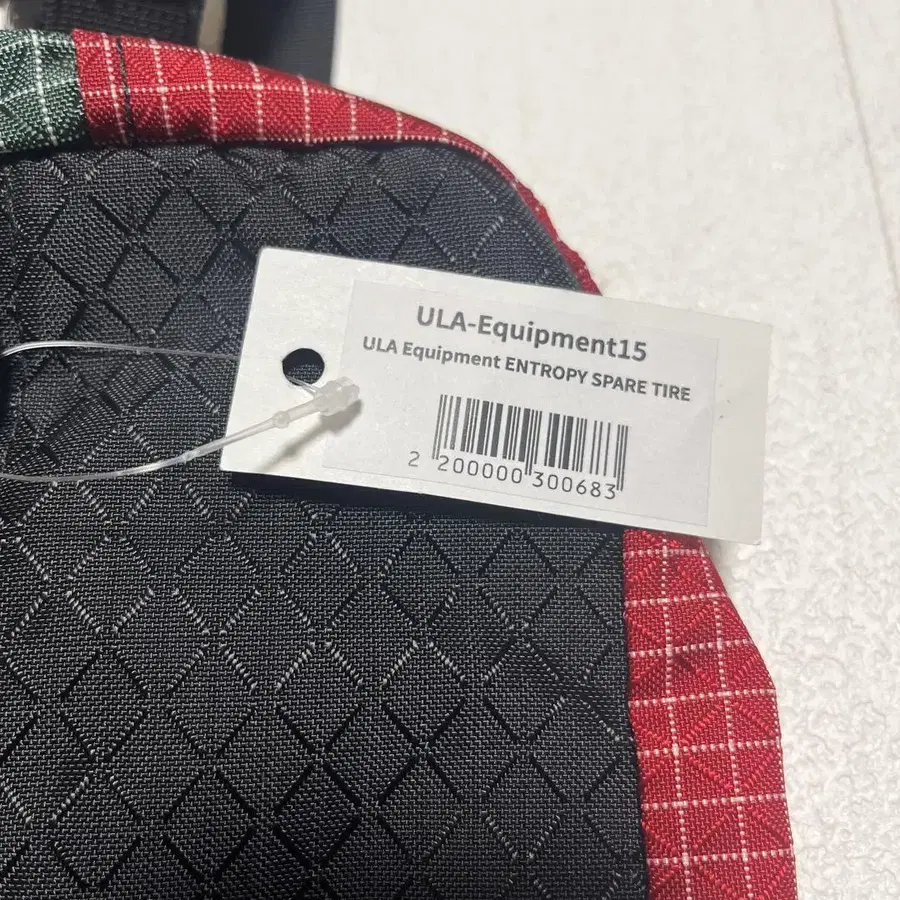 ULA-Equipment15
ULA Equipment ENTROPY SPARE TIRE
2 200000 300683